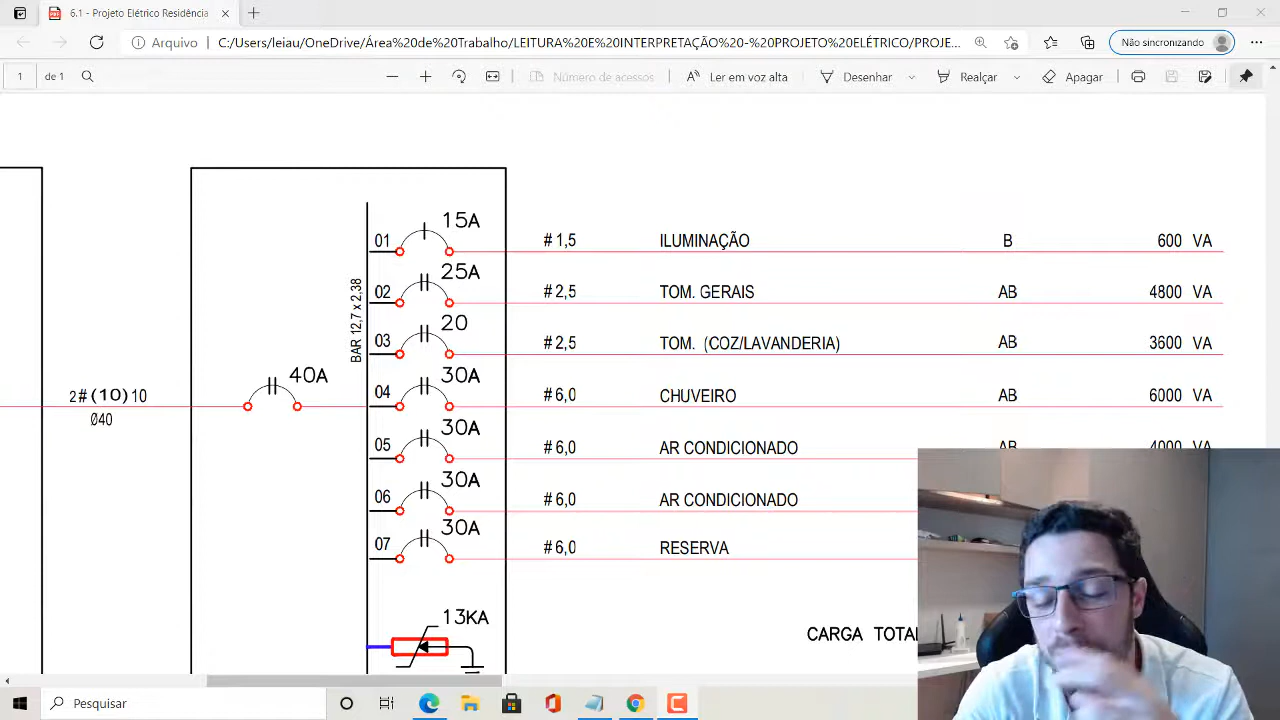 6.1 - Projeto Elétrico Residência
Arquivo
C:/Users/leiau/OneDrive/Área%20de%20Trabalho/LEITURA%20E%20INTERPRETAÇÃO%20-%20PROJETO%20ELÉTRICO/PROJE...
Não sincronizando
1
de 1
Número de acessos
Ler em voz alta
Desenhar
Realçar
Apagar
15A
01
# 1,5
ILUMINAÇÃO
B
600 VA
25A
02
# 2,5
TOM. GERAIS
AB
4800 VA
20
03
# 2,5
TOM. (COZ/LAVANDERIA)
AB
3600 VA
BAR 12,7 x 2,38
30A
04
# 6,0
CHUVEIRO
AB
6000 VA
40A
2#(10)10
Ø40
30A
05
# 6,0
AR CONDICIONADO
AB
4000 VA
30A
06
# 6,0
AR CONDICIONADO
30A
07
# 6,0
RESERVA
13KA
CARGA TOTAL
Pesquisar